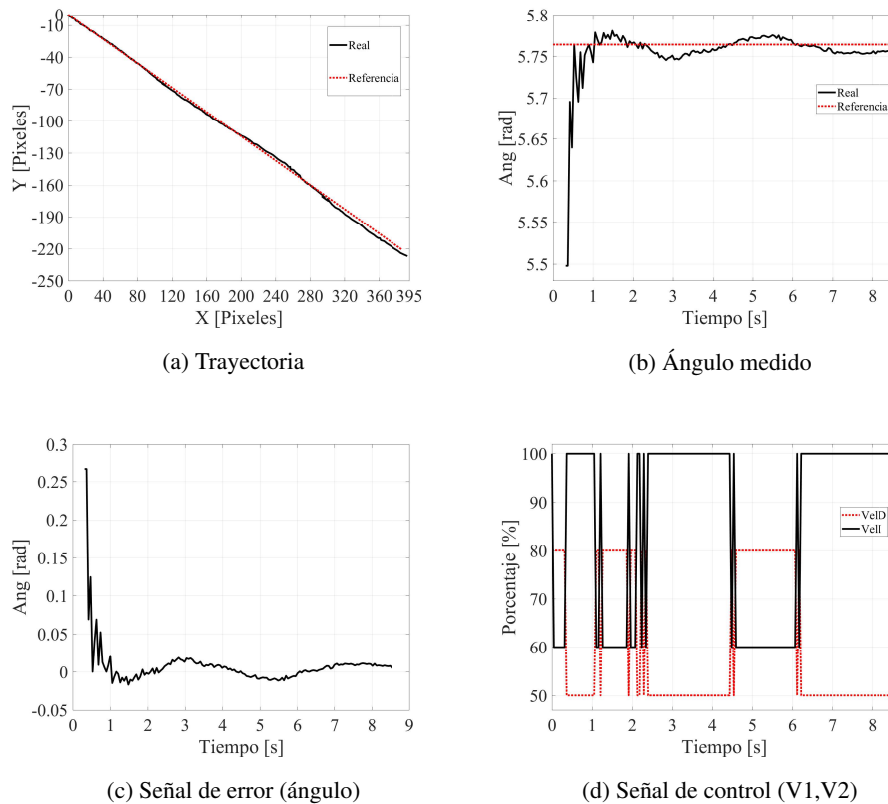 0
-10
-40
-70
-100
-130
-160
-190
-220
-250
Y [Pixeles]
0 40 80 120 160 200 240 280 320 360 395
X [Pixeles]
Real
Referencia
(a) Trayectoria
5.8
5.75
5.7
5.65
5.6
5.55
5.5
Ang [rad]
0 1 2 3 4 5 6 7 8
Tiempo [s]
Real
Referencia
(b) Ángulo medido
0.3
0.25
0.2
0.15
0.1
0.05
0
-0.05
Ang [rad]
0 1 2 3 4 5 6 7 8 9
Tiempo [s]
(c) Señal de error (ángulo)
100
90
80
70
60
50
Porcentaje [%]
0 1 2 3 4 5 6 7 8
Tiempo [s]
VelD
VelI
(d) Señal de control (V1,V2)